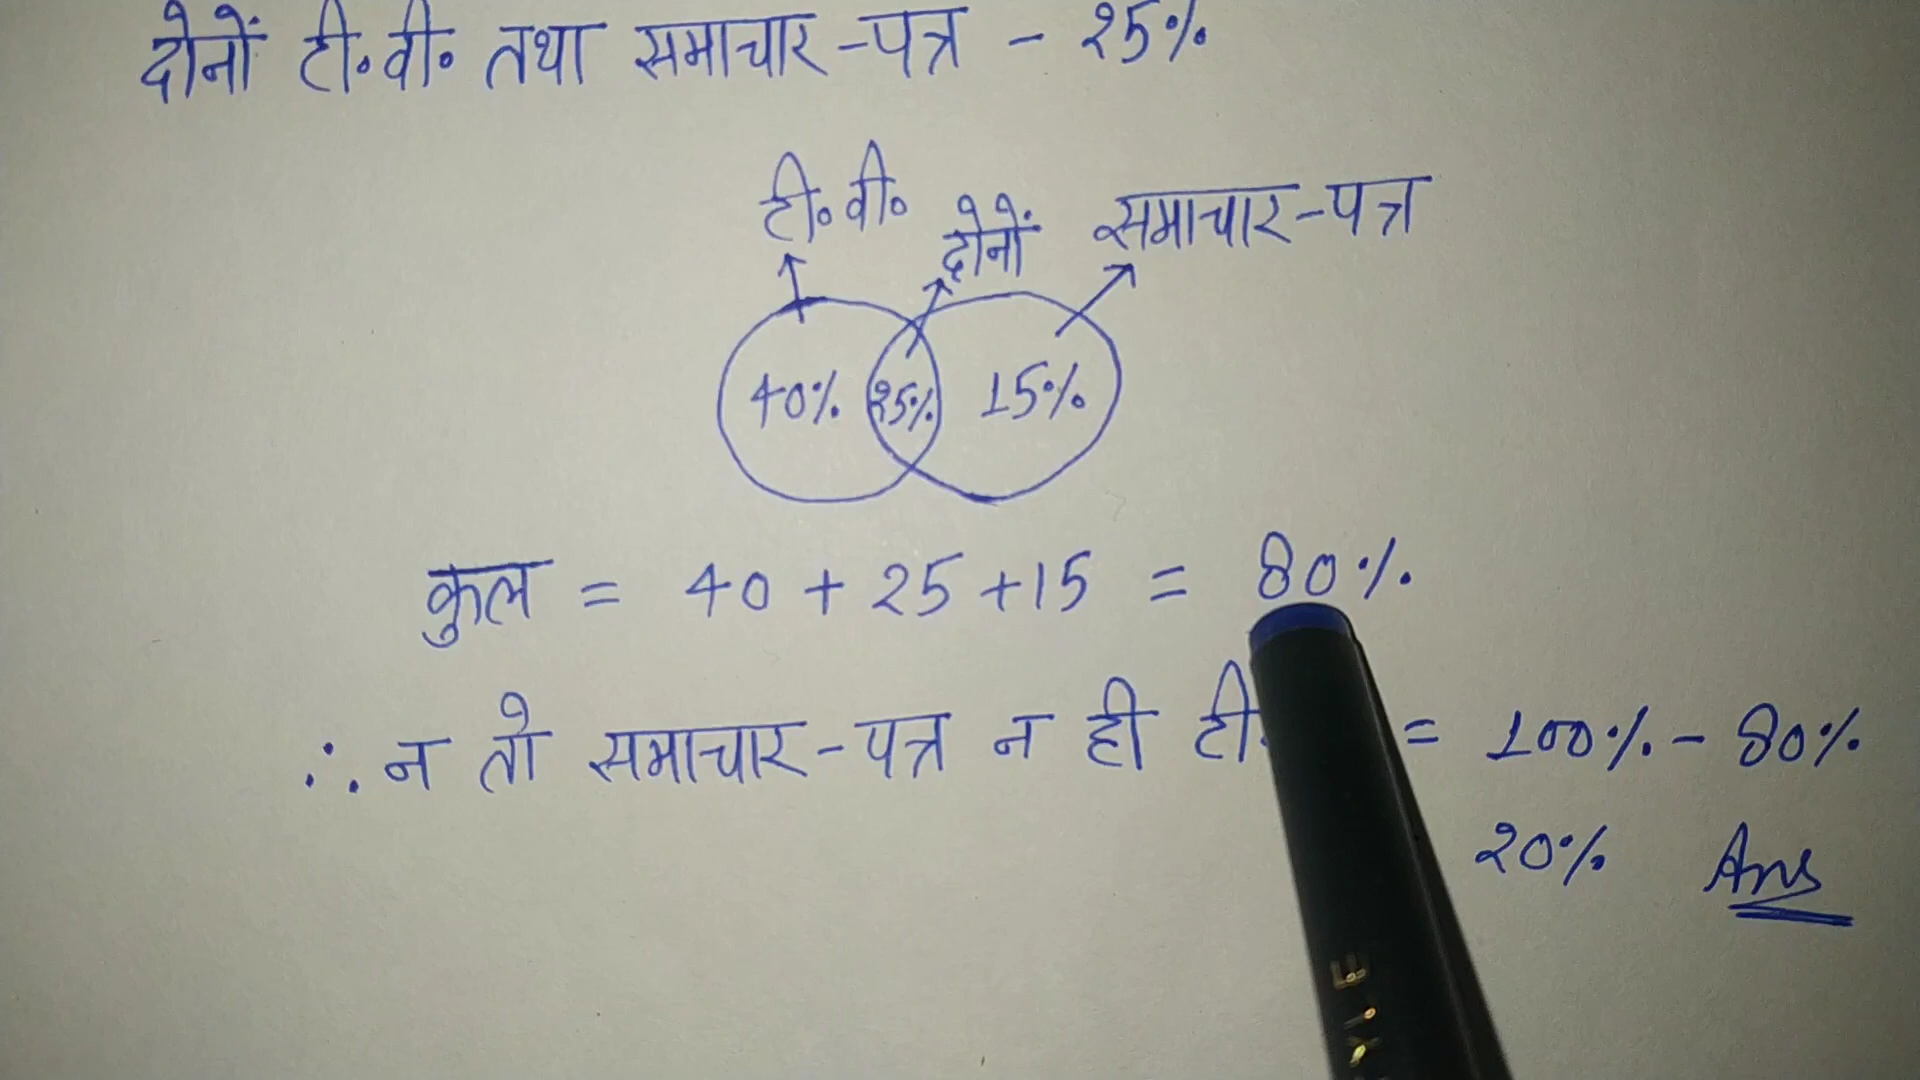 दोनों टी॰वी॰ तथा समाचार-पत्र - 25%
टी॰वी॰ दोनों समाचार-पत्र
40% 25% 15%
कुल = 40 + 25 + 15 = 80%
∴ न तो समाचार-पत्र न ही टी॰ = 100% - 80%
20% Ans